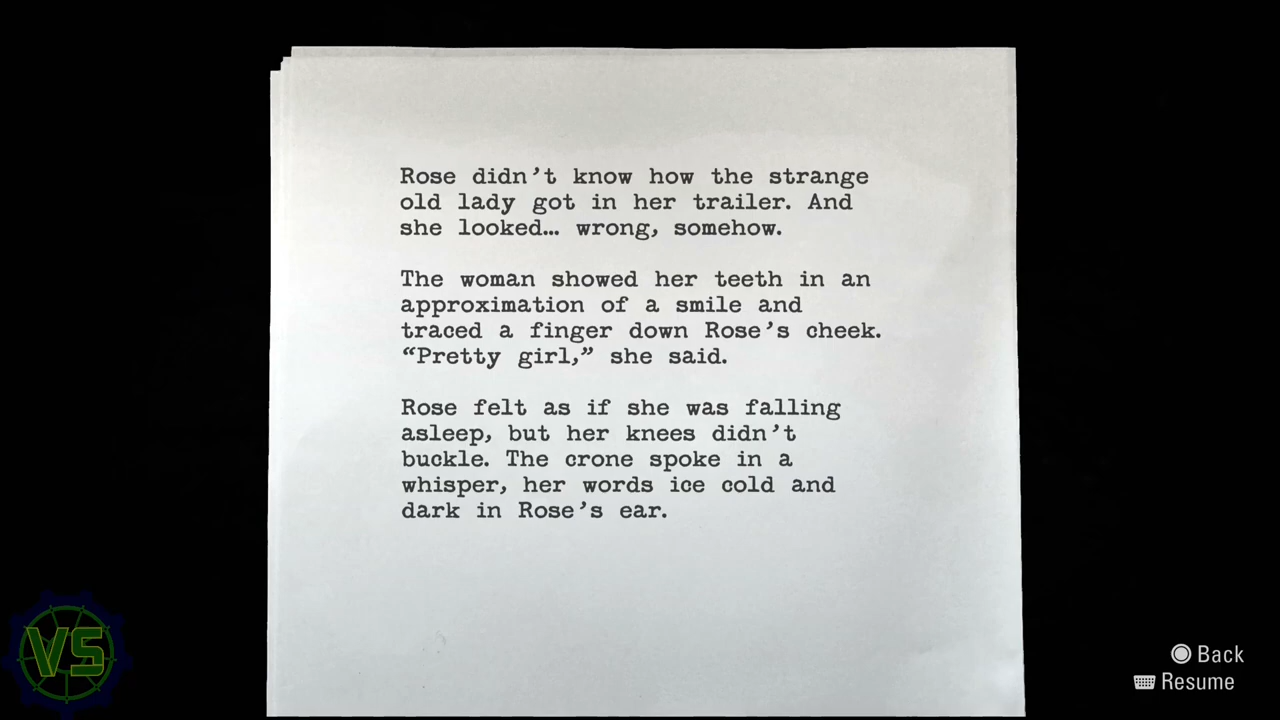 Rose didn’t know how the strange
old lady got in her trailer. And
she looked… wrong, somehow.
The woman showed her teeth in an
approximation of a smile and
traced a finger down Rose’s cheek.
“Pretty girl,” she said.
Rose felt as if she was falling
asleep, but her knees didn’t
buckle. The crone spoke in a
whisper, her words ice cold and
dark in Rose’s ear.
VS
Back
Resume